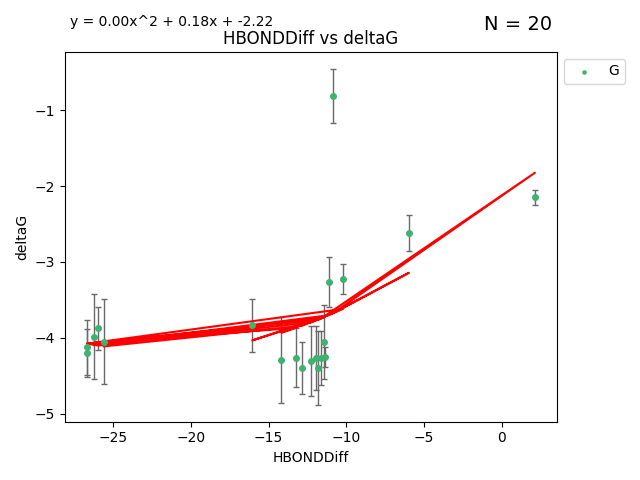 y = 0.00x^2 + 0.18x + -2.22
N = 20
HBONDDiff vs deltaG
G
−1
−2
−3
−4
−5
deltaG
−25
−20
−15
−10
−5
0
HBONDDiff